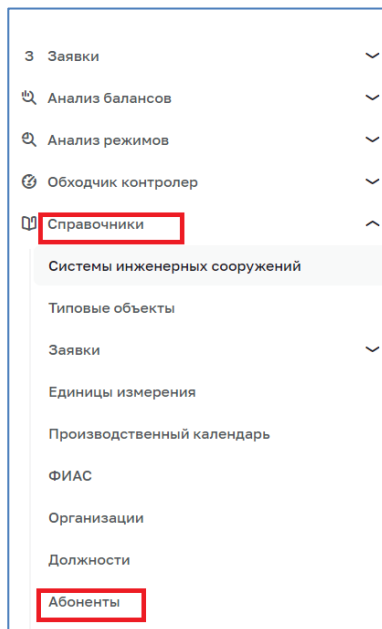 З Заявки
Анализ балансов
Анализ режимов
Обходчик контролер
Справочники
Системы инженерных сооружений
Типовые объекты
Заявки
Единицы измерения
Производственный календарь
ФИАС
Организации
Должности
Абоненты